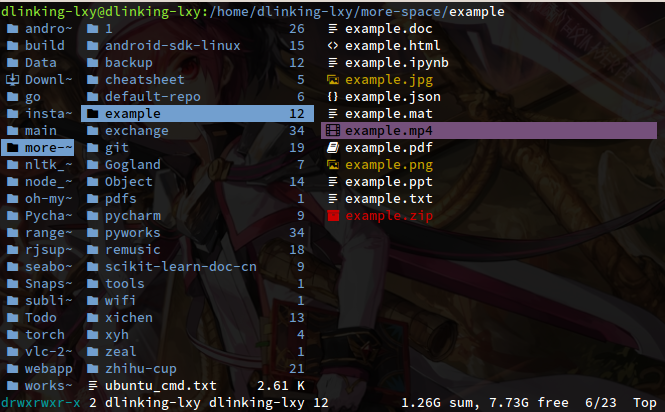 dlinking-lxy@dlinking-lxy:/home/dlinking-lxy/more-space/example
andro~ 1 26 example.doc
build android-sdk-linux 15 example.html
Data backup 12 example.ipynb
Downl~ cheatsheet 5 example.jpg
go default-repo 6 example.json
insta~ example 12 example.mat
main exchange 34 example.mp4
more-~ git 19 example.pdf
nltk_~ Gogland 7 example.png
node_~ Object 14 example.ppt
oh-my~ pdfs 1 example.txt
Pycha~ pycharm 9 example.zip
range~ pyworks 34
rjsup~ remusic 18
seabo~ scikit-learn-doc-cn 9
Snaps~ tools 1
subli~ wifi 1
Todo xichen 13
torch xyh 4
vlc-2~ zeal 1
webapp zhihu-cup 21
works~ ubuntu_cmd.txt 2.61 K
drwxrwxr-x 2 dlinking-lxy dlinking-lxy 12 1.26G sum, 7.73G free 6/23 Top